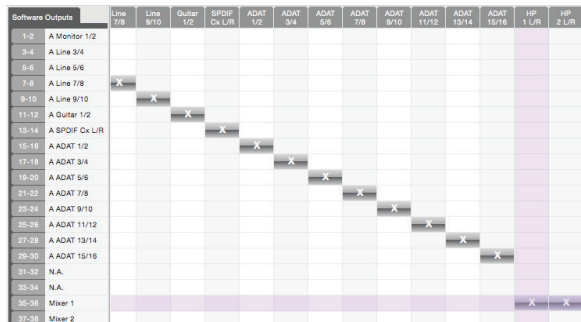 Software Outputs Line 7/8 Line 9/10 Guitar 1/2 SPDIF Cx L/R ADAT 1/2 ADAT 3/4 ADAT 5/6 ADAT 7/8 ADAT 9/10 ADAT 11/12 ADAT 13/14 ADAT 15/16 HP 1 L/R HP 2 L/R
1-2 A Monitor 1/2
3-4 A Line 3/4
5-6 A Line 5/6
7-8 A Line 7/8 X
9-10 A Line 9/10 X
11-12 A Guitar 1/2 X
13-14 A SPDIF Cx L/R X
15-16 A ADAT 1/2 X
17-18 A ADAT 3/4 X
19-20 A ADAT 5/6 X
21-22 A ADAT 7/8 X
23-24 A ADAT 9/10 X
25-26 A ADAT 11/12 X
27-28 A ADAT 13/14 X
29-30 A ADAT 15/16 X
31-32 N.A.
33-34 N.A.
35-36 Mixer 1 X X
37-38 Mixer 2